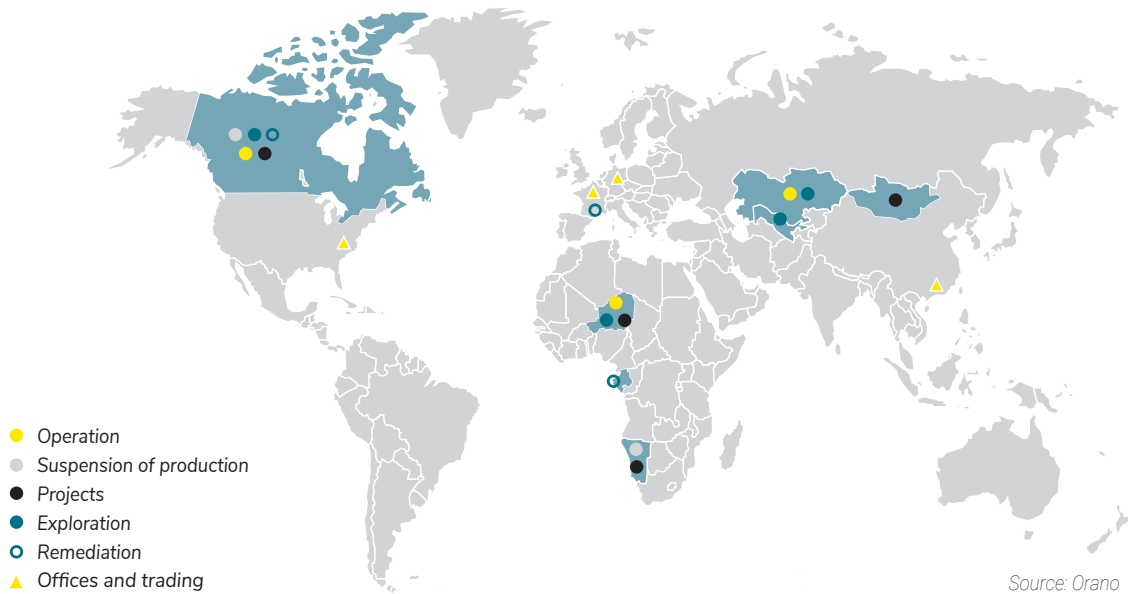 Operation
Suspension of production
Projects
Exploration
Remediation
Offices and trading
Source: Orano